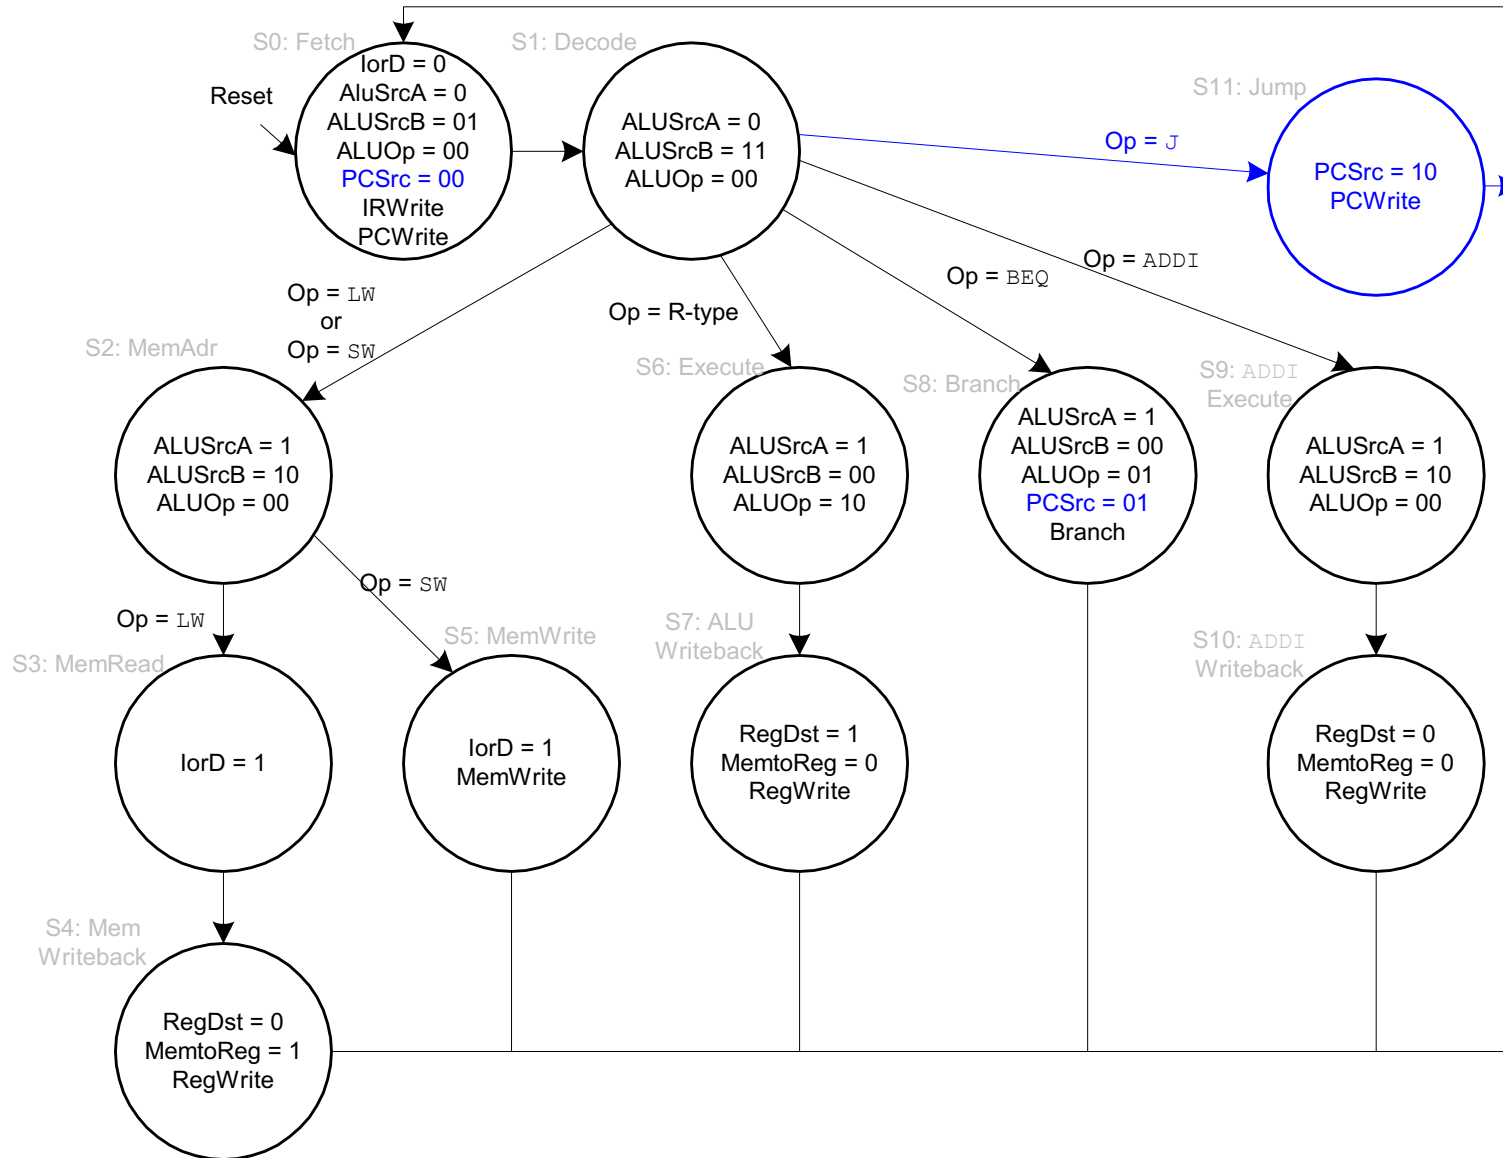 S0: Fetch
IorD = 0
AluSrcA = 0
ALUSrcB = 01
ALUOp = 00
PCSrc = 00
IRWrite
PCWrite
Reset
S1: Decode
ALUSrcA = 0
ALUSrcB = 11
ALUOp = 00
S11: Jump
Op = J
PCSrc = 10
PCWrite
Op = LW
or
Op = SW
Op = R-type
Op = BEQ
Op = ADDI
S2: MemAdr
ALUSrcA = 1
ALUSrcB = 10
ALUOp = 00
S6: Execute
ALUSrcA = 1
ALUSrcB = 00
ALUOp = 10
S8: Branch
ALUSrcA = 1
ALUSrcB = 00
ALUOp = 01
PCSrc = 01
Branch
S9: ADDI
Execute
ALUSrcA = 1
ALUSrcB = 10
ALUOp = 00
Op = LW
Op = SW
S3: MemRead
IorD = 1
S5: MemWrite
IorD = 1
MemWrite
S7: ALU
Writeback
RegDst = 1
MemtoReg = 0
RegWrite
S10: ADDI
Writeback
RegDst = 0
MemtoReg = 0
RegWrite
S4: Mem
Writeback
RegDst = 0
MemtoReg = 1
RegWrite